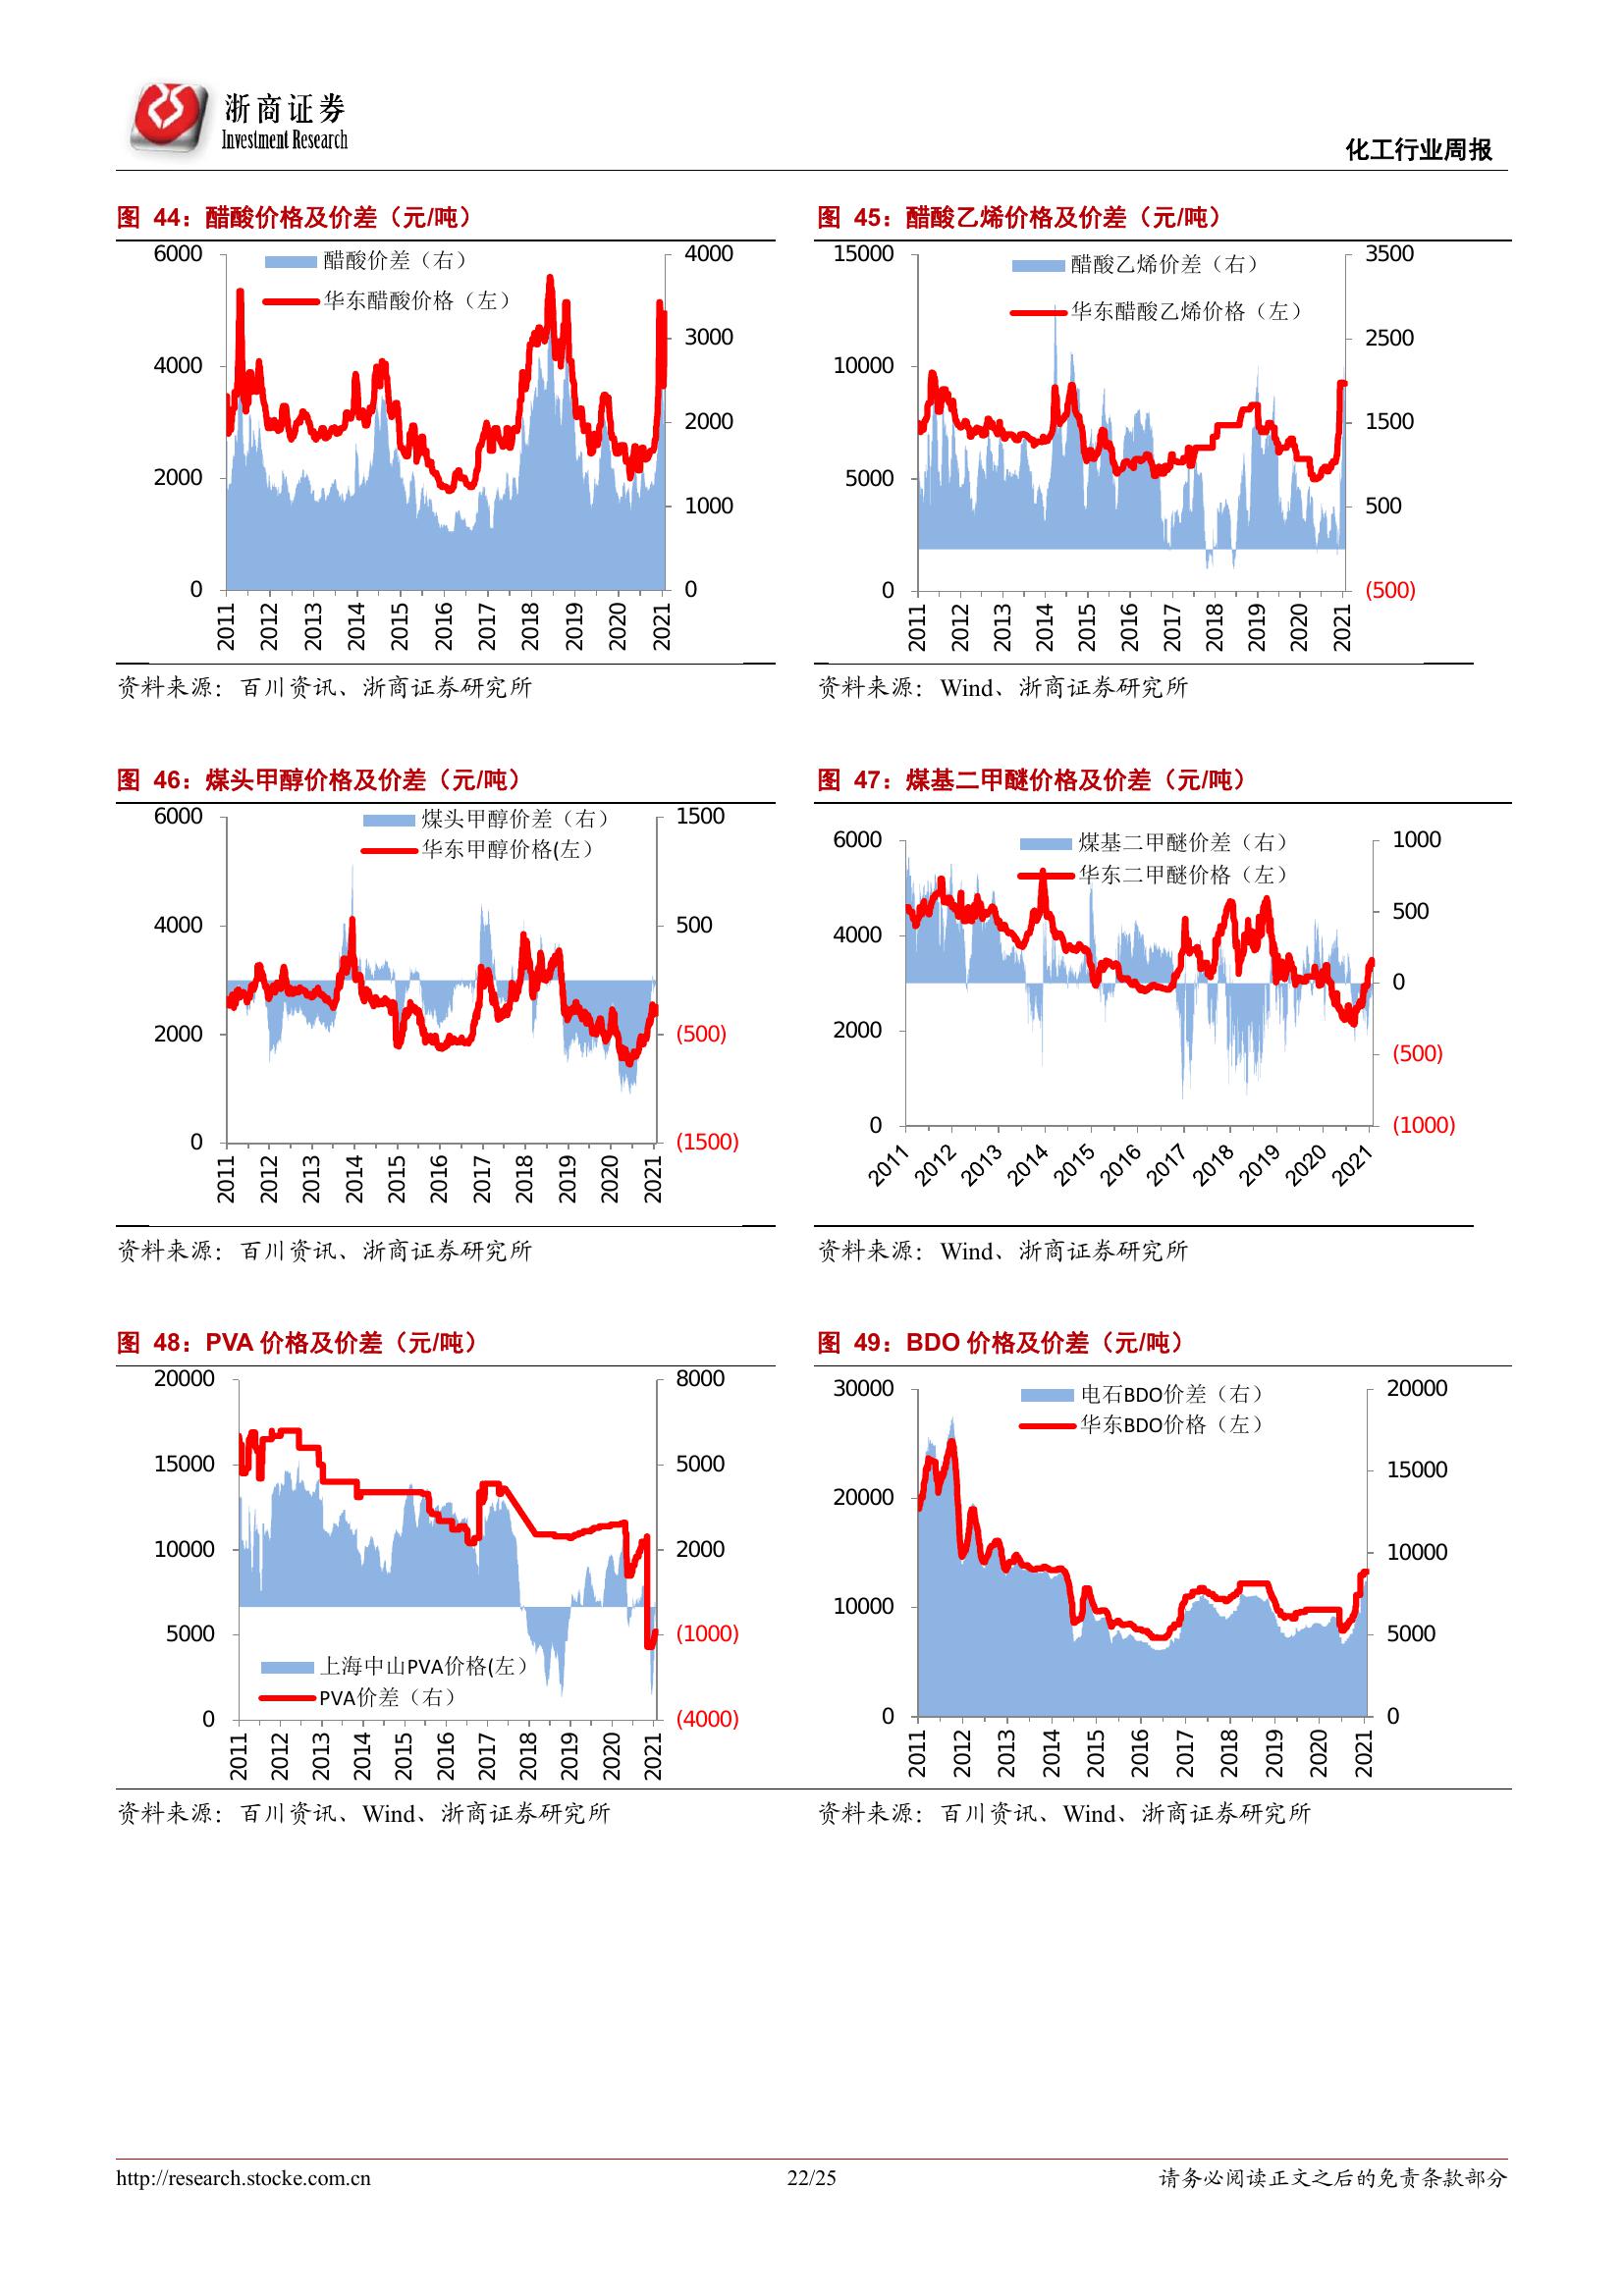 浙商证券
Investment Research
化工行业周报
图 44：醋酸价格及价差（元/吨）
6000
4000
2000
0
醋酸价差（右）
华东醋酸价格（左）
4000
3000
2000
1000
0
2011 2012 2013 2014 2015 2016 2017 2018 2019 2020 2021
资料来源：百川资讯、浙商证券研究所
图 45：醋酸乙烯价格及价差（元/吨）
15000
10000
5000
0
醋酸乙烯价差（右）
华东醋酸乙烯价格（左）
3500
2500
1500
500
(500)
2011 2012 2013 2014 2015 2016 2017 2018 2019 2020 2021
资料来源：Wind、浙商证券研究所
图 46：煤头甲醇价格及价差（元/吨）
6000
4000
2000
0
煤头甲醇价差（右）
华东甲醇价格(左）
1500
500
(500)
(1500)
2011 2012 2013 2014 2015 2016 2017 2018 2019 2020 2021
资料来源：百川资讯、浙商证券研究所
图 47：煤基二甲醚价格及价差（元/吨）
6000
4000
2000
0
煤基二甲醚价差（右）
华东二甲醚价格（左）
1000
500
0
(500)
(1000)
2011 2012 2013 2014 2015 2016 2017 2018 2019 2020 2021
资料来源：Wind、浙商证券研究所
图 48：PVA 价格及价差（元/吨）
20000
15000
10000
5000
0
上海中山PVA价格(左）
PVA价差（右）
8000
5000
2000
(1000)
(4000)
2011 2012 2013 2014 2015 2016 2017 2018 2019 2020 2021
资料来源：百川资讯、Wind、浙商证券研究所
图 49：BDO 价格及价差（元/吨）
30000
20000
10000
0
电石BDO价差（右）
华东BDO价格（左）
20000
15000
10000
5000
0
2011 2012 2013 2014 2015 2016 2017 2018 2019 2020 2021
资料来源：百川资讯、Wind、浙商证券研究所
http://research.stocke.com.cn
22/25
请务必阅读正文之后的免责条款部分